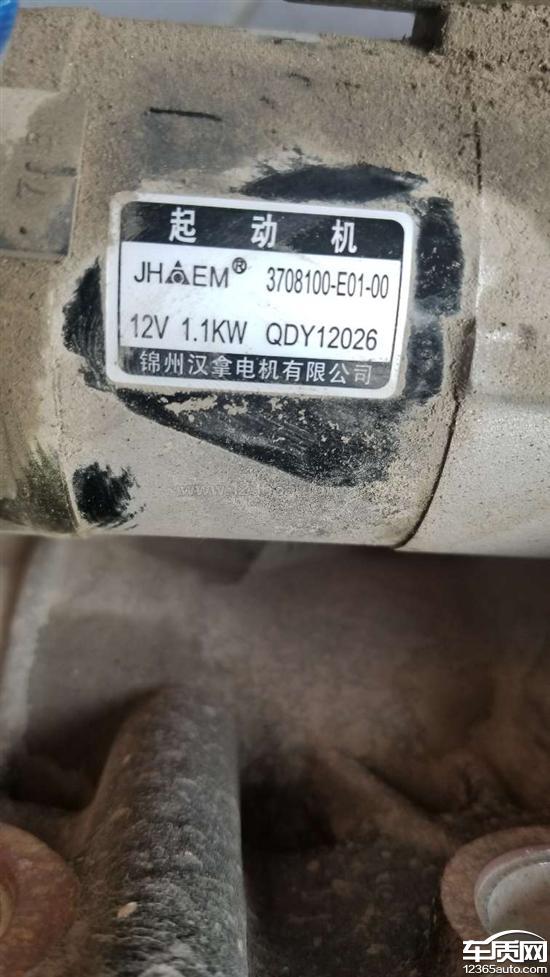 起动机
JHAEM® 3708100-E01-00
12V 1.1KW QDY12026
锦州汉拿电机有限公司
车质网
12365auto.com